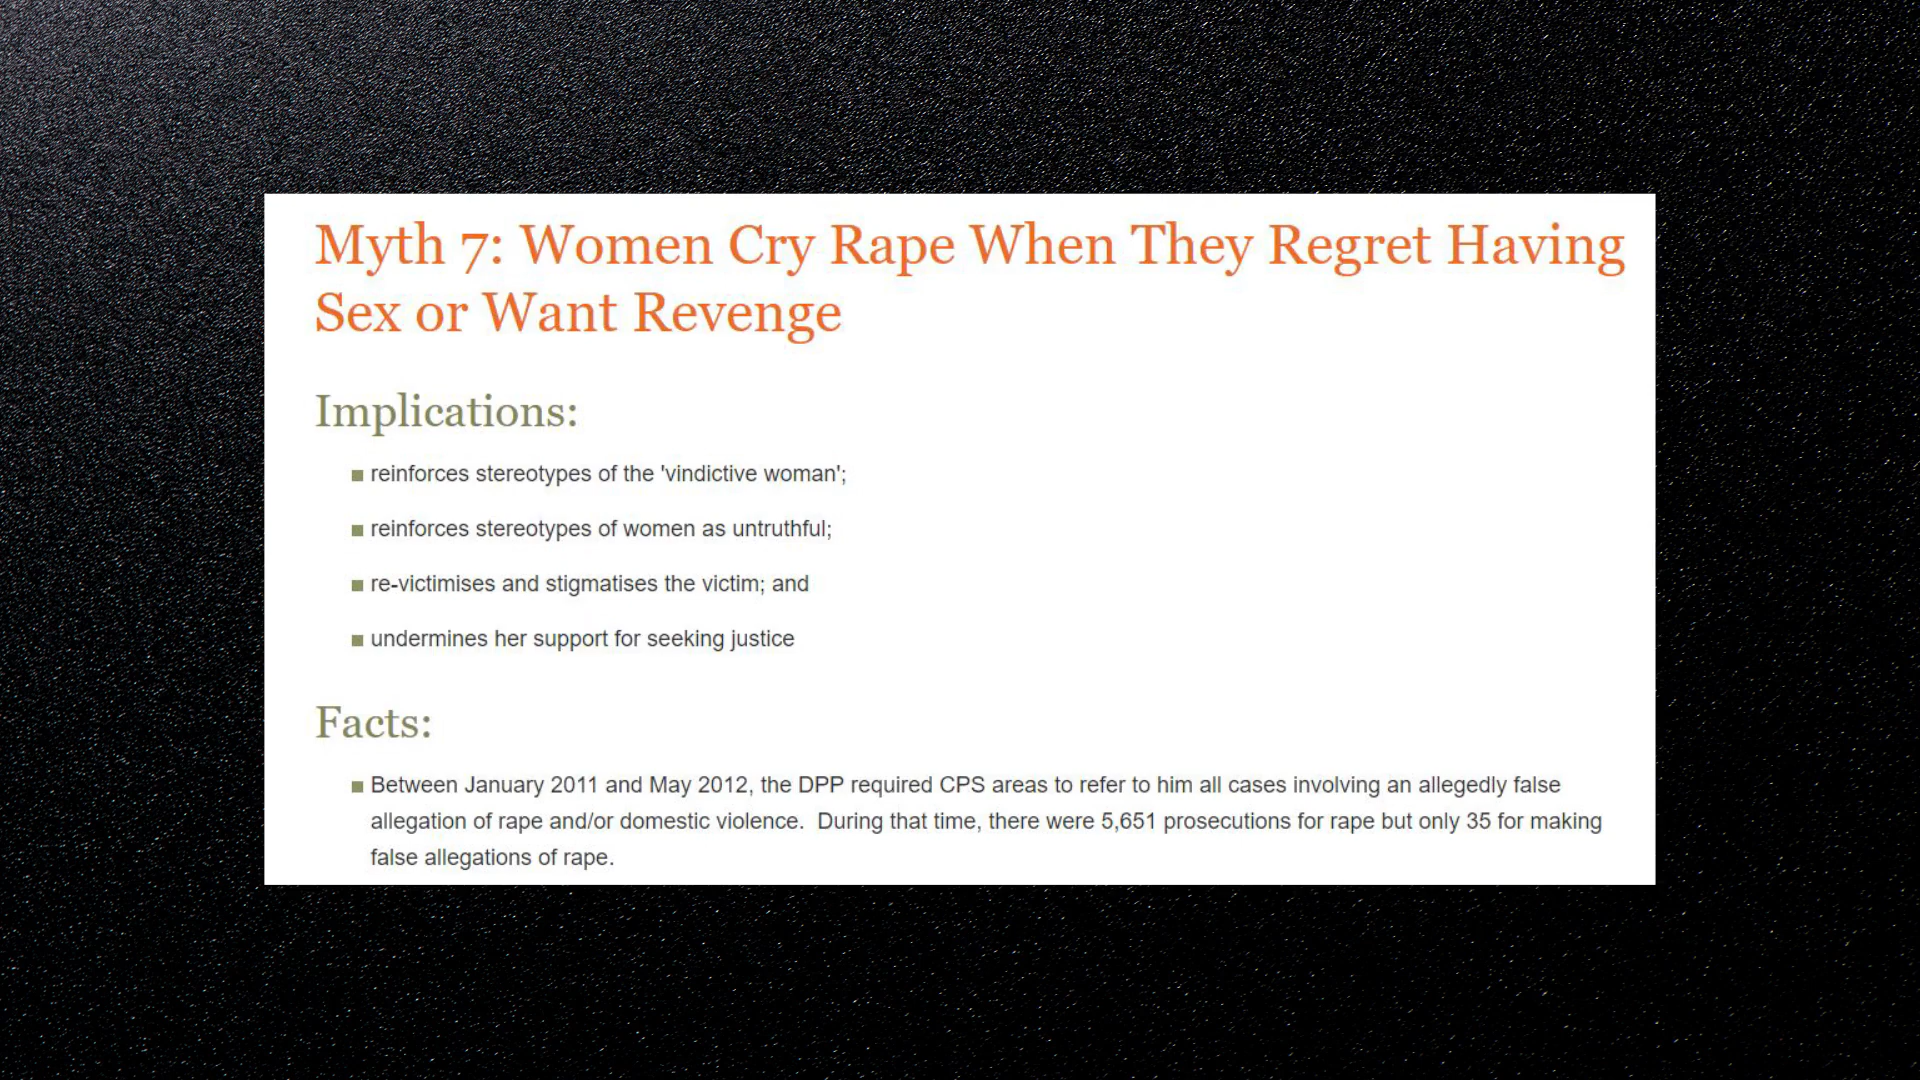 Myth 7: Women Cry Rape When They Regret Having
Sex or Want Revenge
Implications:
reinforces stereotypes of the 'vindictive woman';
reinforces stereotypes of women as untruthful;
re-victimises and stigmatises the victim; and
undermines her support for seeking justice
Facts:
Between January 2011 and May 2012, the DPP required CPS areas to refer to him all cases involving an allegedly false
allegation of rape and/or domestic violence.  During that time, there were 5,651 prosecutions for rape but only 35 for making
false allegations of rape.